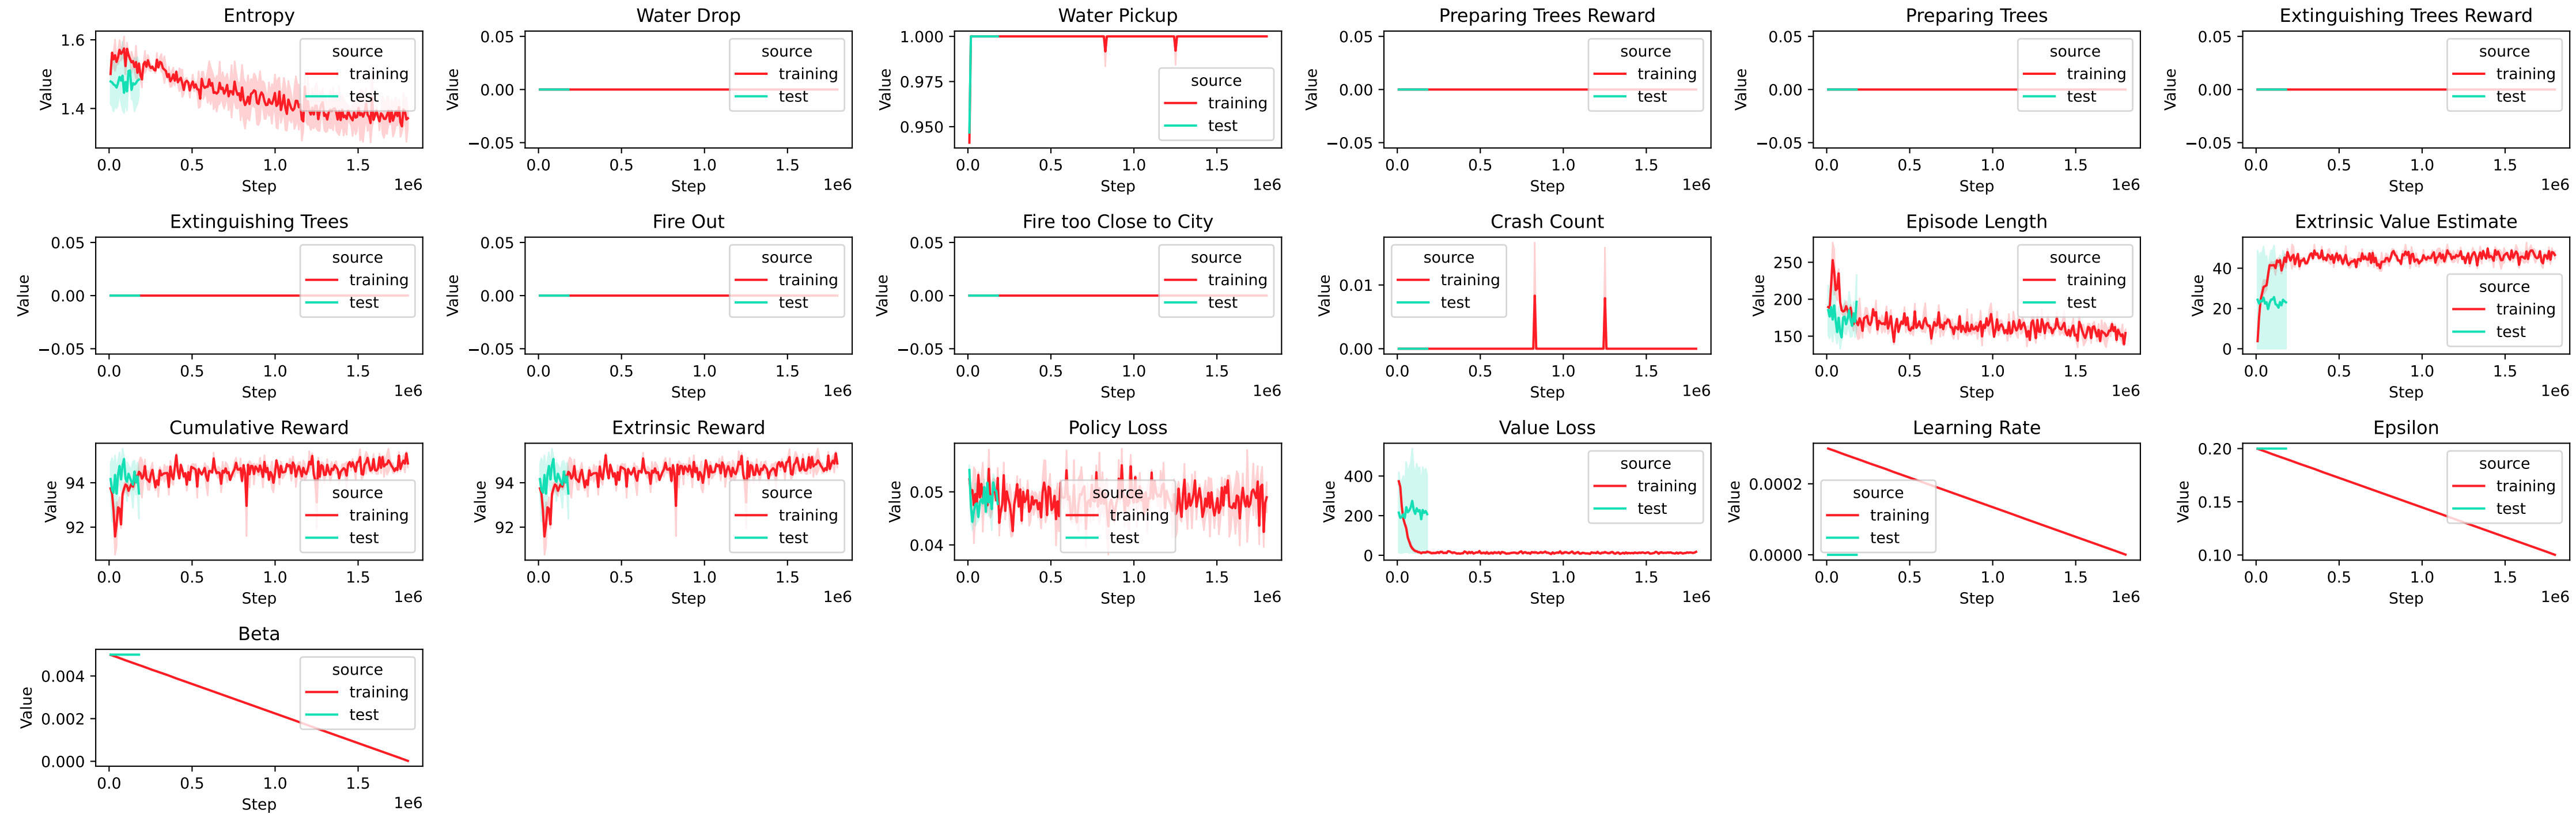 Entropy
Value
1.6
1.4
source
training
test
0.0 0.5 1.0 1.5
Step
1e6
Water Drop
Value
0.05
0.00
−0.05
source
training
test
0.0 0.5 1.0 1.5
Step
1e6
Water Pickup
Value
1.000
0.975
0.950
source
training
test
0.0 0.5 1.0 1.5
Step
1e6
Preparing Trees Reward
Value
0.05
0.00
−0.05
source
training
test
0.0 0.5 1.0 1.5
Step
1e6
Preparing Trees
Value
0.05
0.00
−0.05
source
training
test
0.0 0.5 1.0 1.5
Step
1e6
Extinguishing Trees Reward
Value
0.05
0.00
−0.05
source
training
test
0.0 0.5 1.0 1.5
Step
1e6
Extinguishing Trees
Value
0.05
0.00
−0.05
source
training
test
0.0 0.5 1.0 1.5
Step
1e6
Fire Out
Value
0.05
0.00
−0.05
source
training
test
0.0 0.5 1.0 1.5
Step
1e6
Fire too Close to City
Value
0.05
0.00
−0.05
source
training
test
0.0 0.5 1.0 1.5
Step
1e6
Crash Count
Value
0.01
0.00
source
training
test
0.0 0.5 1.0 1.5
Step
1e6
Episode Length
Value
250
200
150
source
training
test
0.0 0.5 1.0 1.5
Step
1e6
Extrinsic Value Estimate
Value
40
20
0
source
training
test
0.0 0.5 1.0 1.5
Step
1e6
Cumulative Reward
Value
94
92
source
training
test
0.0 0.5 1.0 1.5
Step
1e6
Extrinsic Reward
Value
94
92
source
training
test
0.0 0.5 1.0 1.5
Step
1e6
Policy Loss
Value
0.05
0.04
source
training
test
0.0 0.5 1.0 1.5
Step
1e6
Value Loss
Value
400
200
0
source
training
test
0.0 0.5 1.0 1.5
Step
1e6
Learning Rate
Value
0.0002
0.0000
source
training
test
0.0 0.5 1.0 1.5
Step
1e6
Epsilon
Value
0.20
0.15
0.10
source
training
test
0.0 0.5 1.0 1.5
Step
1e6
Beta
Value
0.004
0.002
0.000
source
training
test
0.0 0.5 1.0 1.5
Step
1e6